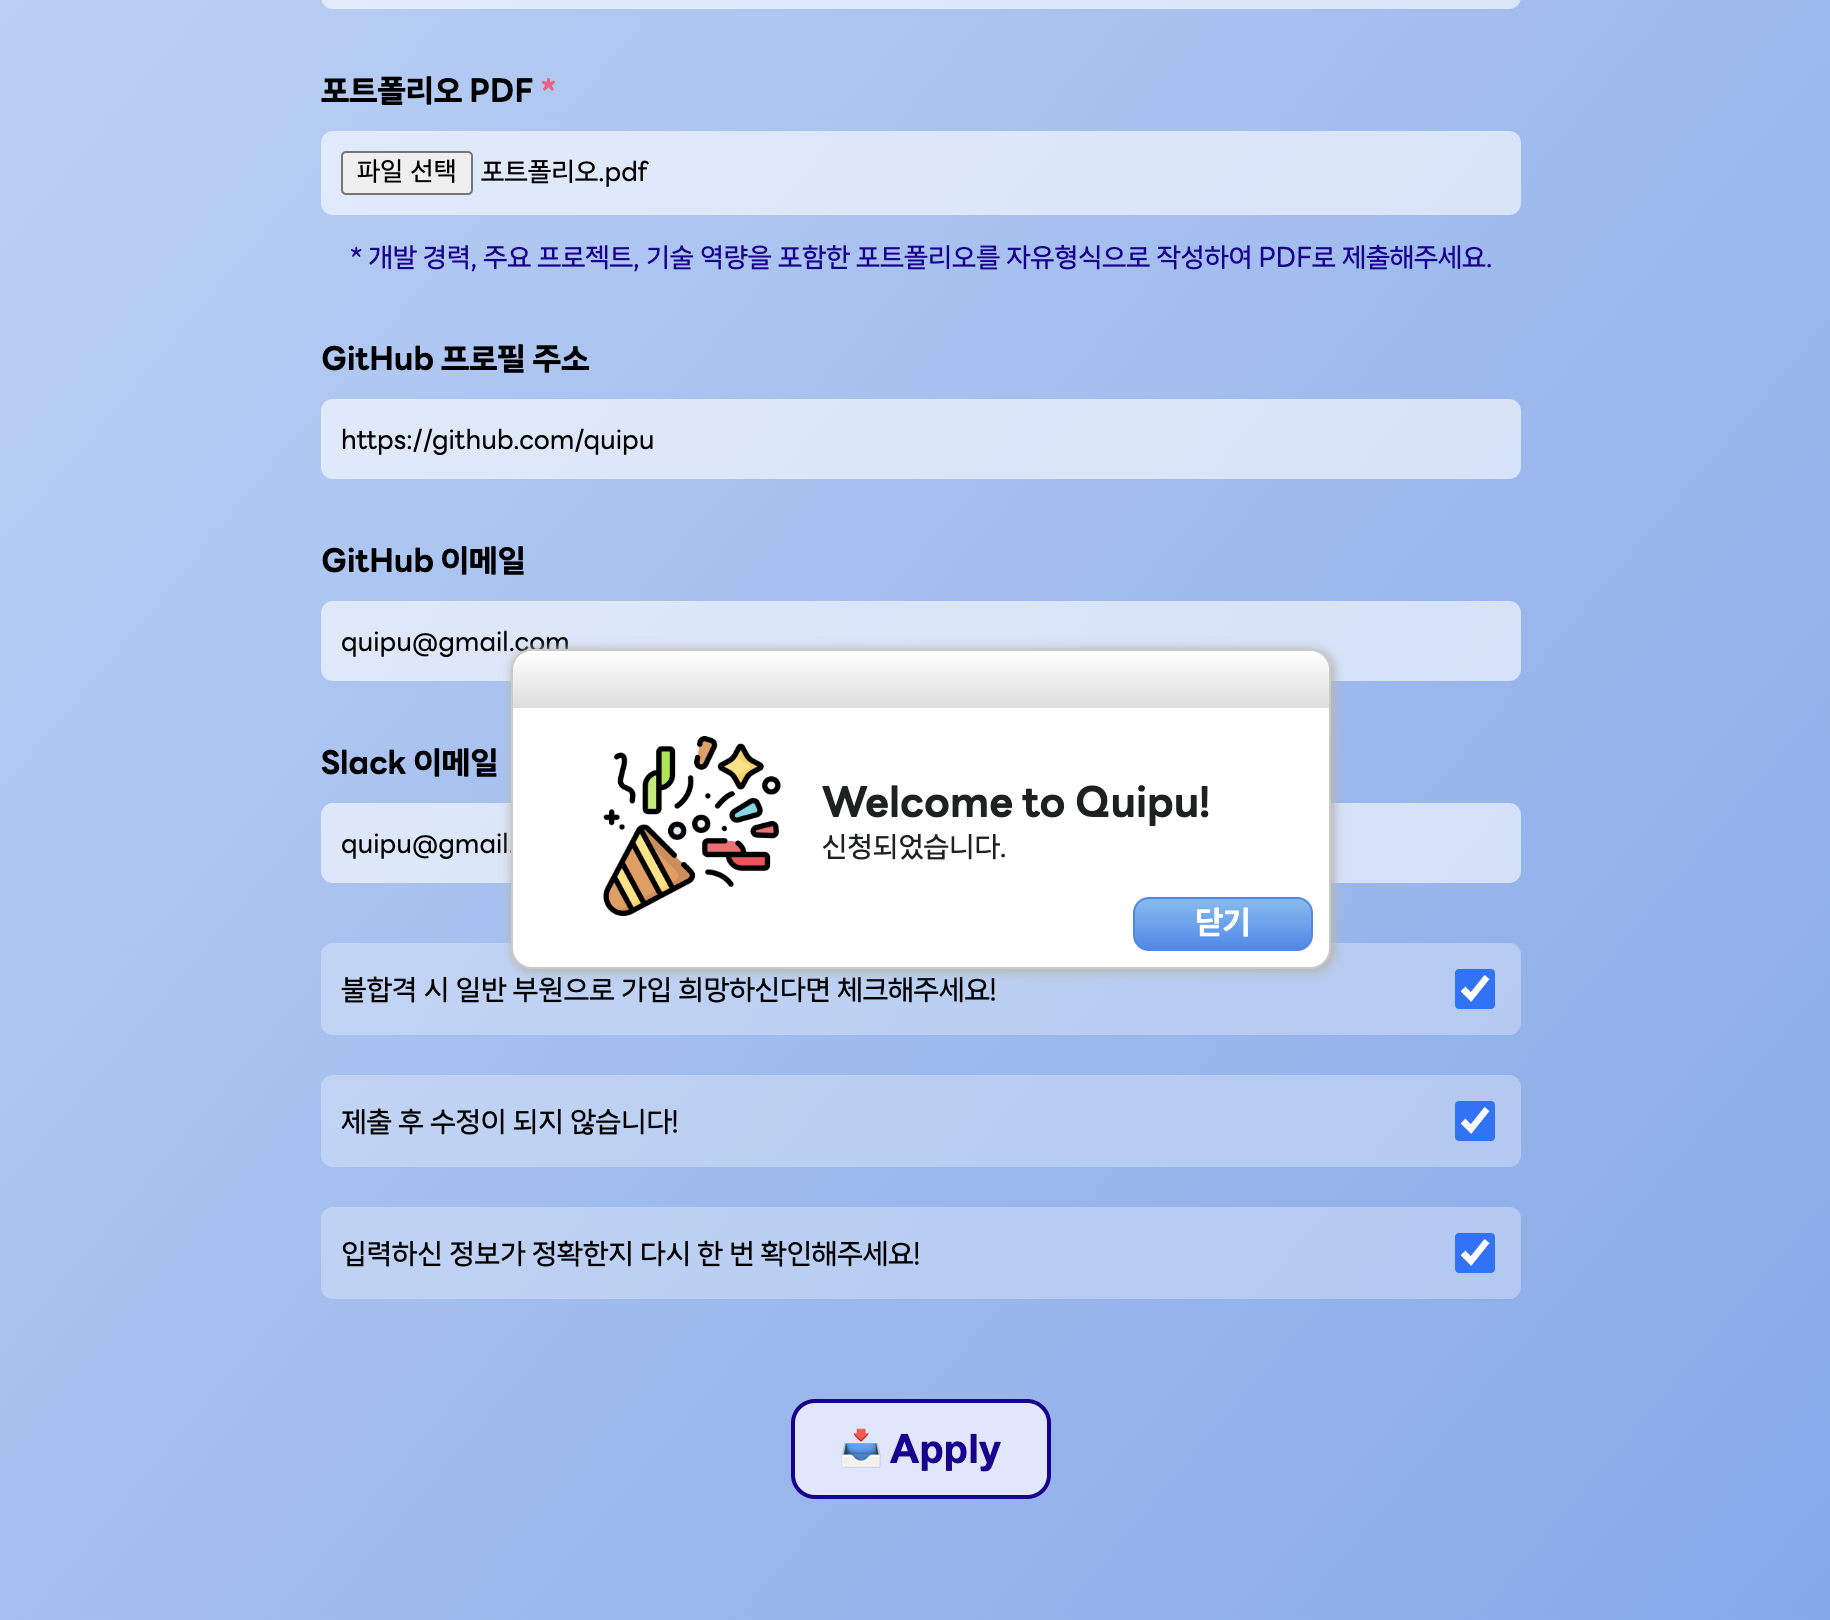 포트폴리오 PDF *
파일 선택 포트폴리오.pdf
* 개발 경력, 주요 프로젝트, 기술 역량을 포함한 포트폴리오를 자유형식으로 작성하여 PDF로 제출해주세요.
GitHub 프로필 주소
https://github.com/quipu
GitHub 이메일
quipu@gmail.com
Slack 이메일
quipu@gmail.
Welcome to Quipu!
신청되었습니다.
닫기
불합격 시 일반 부원으로 가입 희망하신다면 체크해주세요!
제출 후 수정이 되지 않습니다!
입력하신 정보가 정확한지 다시 한 번 확인해주세요!
Apply